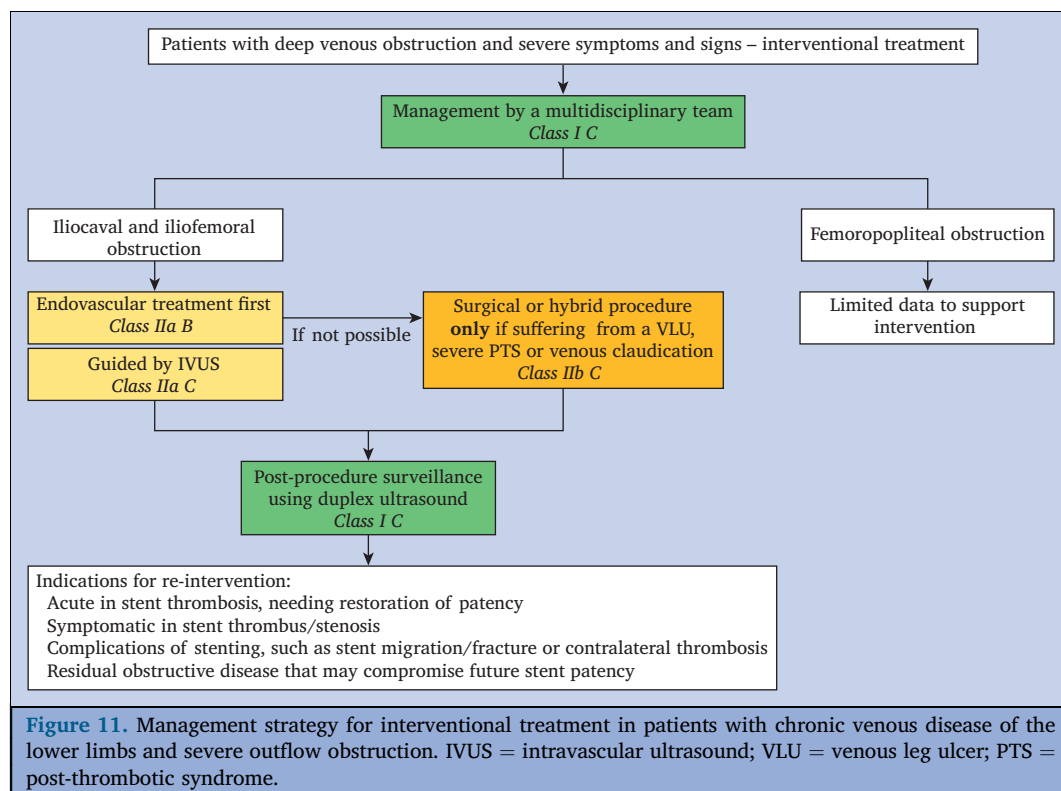 Patients with deep venous obstruction and severe symptoms and signs – interventional treatment
Management by a multidisciplinary team
Class I C
Iliocaval and iliofemoral
obstruction
Femoropopliteal obstruction
Endovascular treatment first
Class IIa B
If not possible
Surgical or hybrid procedure
only if suffering from a VLU,
severe PTS or venous claudication
Class IIb C
Limited data to support
intervention
Guided by IVUS
Class IIa C
Post-procedure surveillance
using duplex ultrasound
Class I C
Indications for re-intervention:
Acute in stent thrombosis, needing restoration of patency
Symptomatic in stent thrombus/stenosis
Complications of stenting, such as stent migration/fracture or contralateral thrombosis
Residual obstructive disease that may compromise future stent patency
Figure 11. Management strategy for interventional treatment in patients with chronic venous disease of the
lower limbs and severe outflow obstruction. IVUS = intravascular ultrasound; VLU = venous leg ulcer; PTS =
post-thrombotic syndrome.